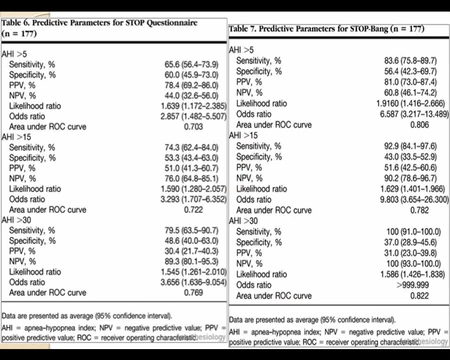 Table 6. Predictive Parameters for STOP Questionnaire
(n = 177)
AHI >5
Sensitivity, % 65.6 (56.4–73.9)
Specificity, % 60.0 (45.9–73.0)
PPV, % 78.4 (69.2–86.0)
NPV, % 44.0 (32.6–56.0)
Likelihood ratio 1.639 (1.172–2.385)
Odds ratio 2.857 (1.482–5.507)
Area under ROC curve 0.703
AHI >15
Sensitivity, % 74.3 (62.4–84.0)
Specificity, % 53.3 (43.4–63.0)
PPV, % 51.0 (41.3–60.7)
NPV, % 76.0 (64.8–85.1)
Likelihood ratio 1.590 (1.280–2.057)
Odds ratio 3.293 (1.707–6.352)
Area under ROC curve 0.722
AHI >30
Sensitivity, % 79.5 (63.5–90.7)
Specificity, % 48.6 (40.0–63.0)
PPV, % 30.4 (21.7–40.3)
NPV, % 89.3 (80.1–95.3)
Likelihood ratio 1.545 (1.261–2.010)
Odds ratio 3.656 (1.636–9.054)
Area under ROC curve 0.769
Data are presented as average (95% confidence interval).
AHI = apnea–hypopnea index; NPV = negative predictive value; PPV =
positive predictive value; ROC = receiver operating characteristic.
Table 7. Predictive Parameters for STOP-Bang (n = 177)
AHI >5
Sensitivity, % 83.6 (75.8–89.7)
Specificity, % 56.4 (42.3–69.7)
PPV, % 81.0 (73.0–87.4)
NPV, % 60.8 (46.1–74.2)
Likelihood ratio 1.9160 (1.416–2.666)
Odds ratio 6.587 (3.217–13.489)
Area under ROC curve 0.806
AHI >15
Sensitivity, % 92.9 (84.1–97.6)
Specificity, % 43.0 (33.5–52.9)
PPV, % 51.6 (42.5–60.6)
NPV, % 90.2 (78.6–96.7)
Likelihood ratio 1.629 (1.401–1.966)
Odds ratio 9.803 (3.654–26.300)
Area under ROC curve 0.782
AHI >30
Sensitivity, % 100 (91.0–100.0)
Specificity, % 37.0 (28.9–45.6)
PPV, % 31.0 (23.0–39.8)
NPV, % 100 (93.0–100.0)
Likelihood ratio 1.586 (1.426–1.838)
Odds ratio >999.999
Area under ROC curve 0.822
Data are presented as average (95% confidence interval).
AHI = apnea–hypopnea index; NPV = negative predictive value; PPV =
positive predictive value; ROC = receiver operating characteristic.